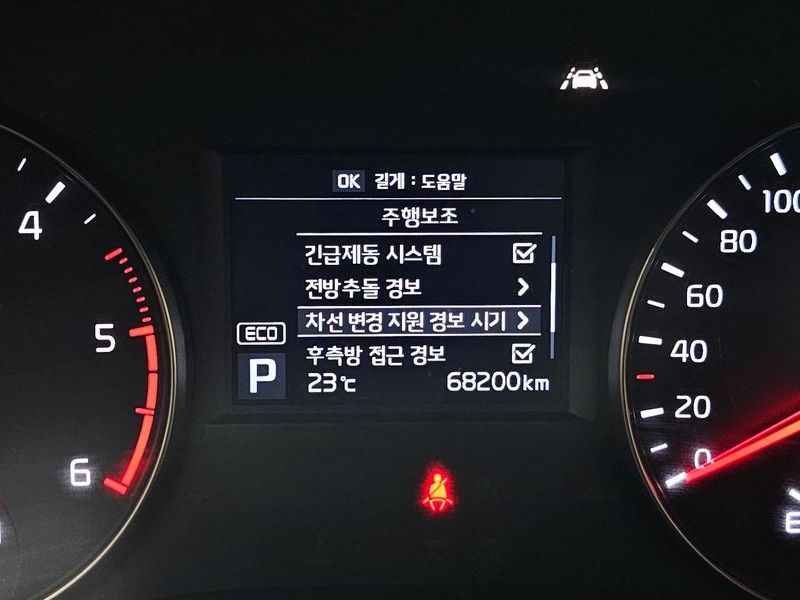 OK 길게 : 도움말
주행보조
긴급제동 시스템
전방추돌 경보
차선 변경 지원 경보 시기
후측방 접근 경보
ECO
P
23℃
68200km
4
5
6
100
80
60
40
20
0
E